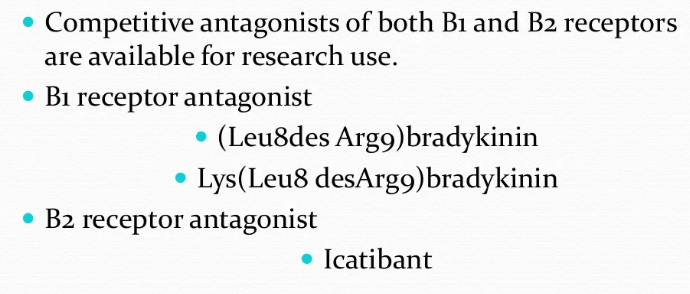 • Competitive antagonists of both B1 and B2 receptors
are available for research use.
• B1 receptor antagonist
• (Leu8des Arg9)bradykinin
• Lys(Leu8 desArg9)bradykinin
• B2 receptor antagonist
• Icatibant